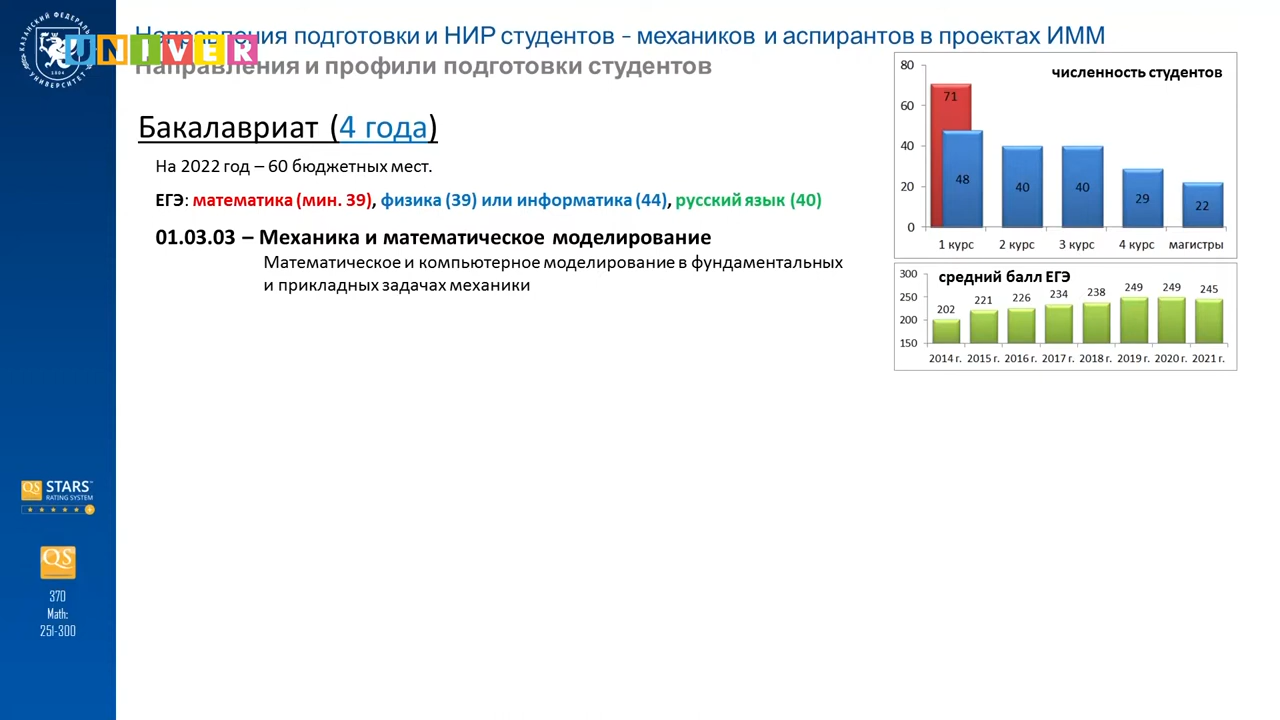 Направления подготовки и НИР студентов - механиков и аспирантов в проектах ИММ
UNIVER
Направления и профили подготовки студентов
КАЗАНСКИЙ ФЕДЕРАЛЬНЫЙ УНИВЕРСИТЕТ
1804
Бакалавриат (4 года)
На 2022 год – 60 бюджетных мест.
ЕГЭ: математика (мин. 39), физика (39) или информатика (44), русский язык (40)
01.03.03 – Механика и математическое моделирование
Математическое и компьютерное моделирование в фундаментальных
и прикладных задачах механики
численность студентов
80
60
40
20
0
71
48
40
40
29
22
1 курс 2 курс 3 курс 4 курс магистры
средний балл ЕГЭ
300
250
200
150
202 221 226 234 238 249 249 245
2014 г. 2015 г. 2016 г. 2017 г. 2018 г. 2019 г. 2020 г. 2021 г.
QS STARS™
RATING SYSTEM
QS
370
Math:
251-300